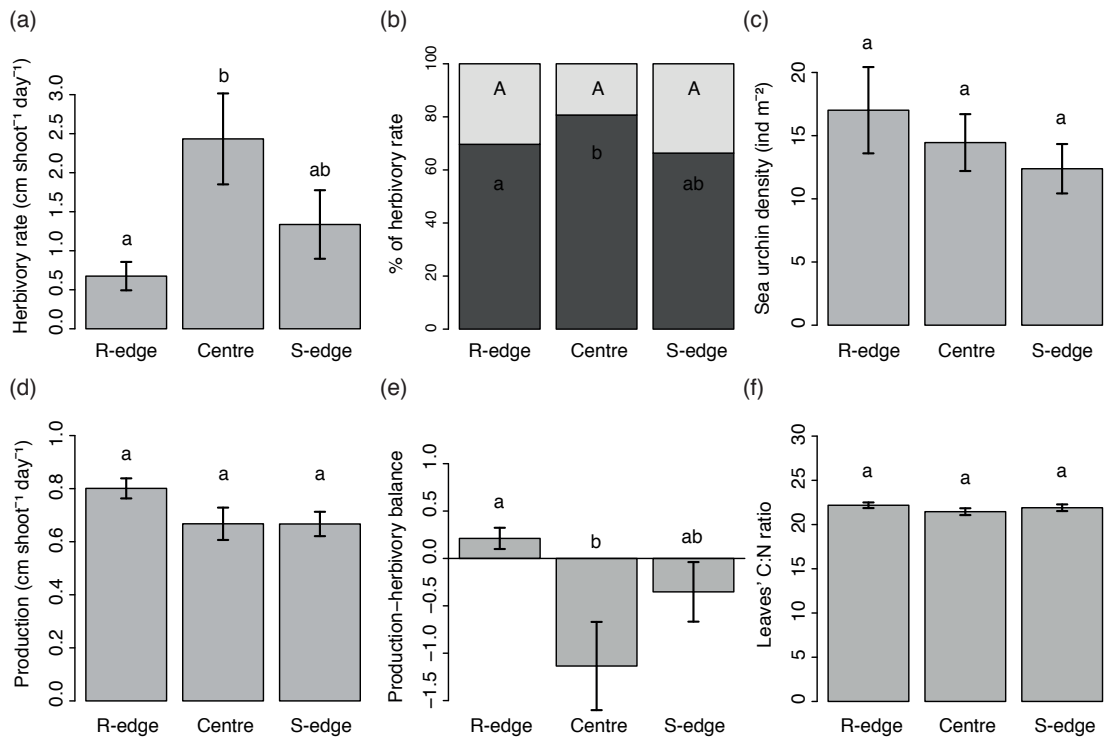 (a)
Herbivory rate (cm shoot⁻¹ day⁻¹)
3.0
2.5
2.0
1.5
1.0
0.5
0.0
a
b
ab
R-edge Centre S-edge
(b)
% of herbivory rate
100
80
60
40
20
0
A A A
a b ab
R-edge Centre S-edge
(c)
Sea urchin density (ind m⁻²)
20
15
10
5
0
a a a
R-edge Centre S-edge
(d)
Production (cm shoot⁻¹ day⁻¹)
1.0
0.8
0.6
0.4
0.2
0.0
a a a
R-edge Centre S-edge
(e)
Production–herbivory balance
1.0
0.5
0.0
−0.5
−1.0
−1.5
a b ab
R-edge Centre S-edge
(f)
Leaves' C:N ratio
30
25
20
15
10
5
0
a a a
R-edge Centre S-edge